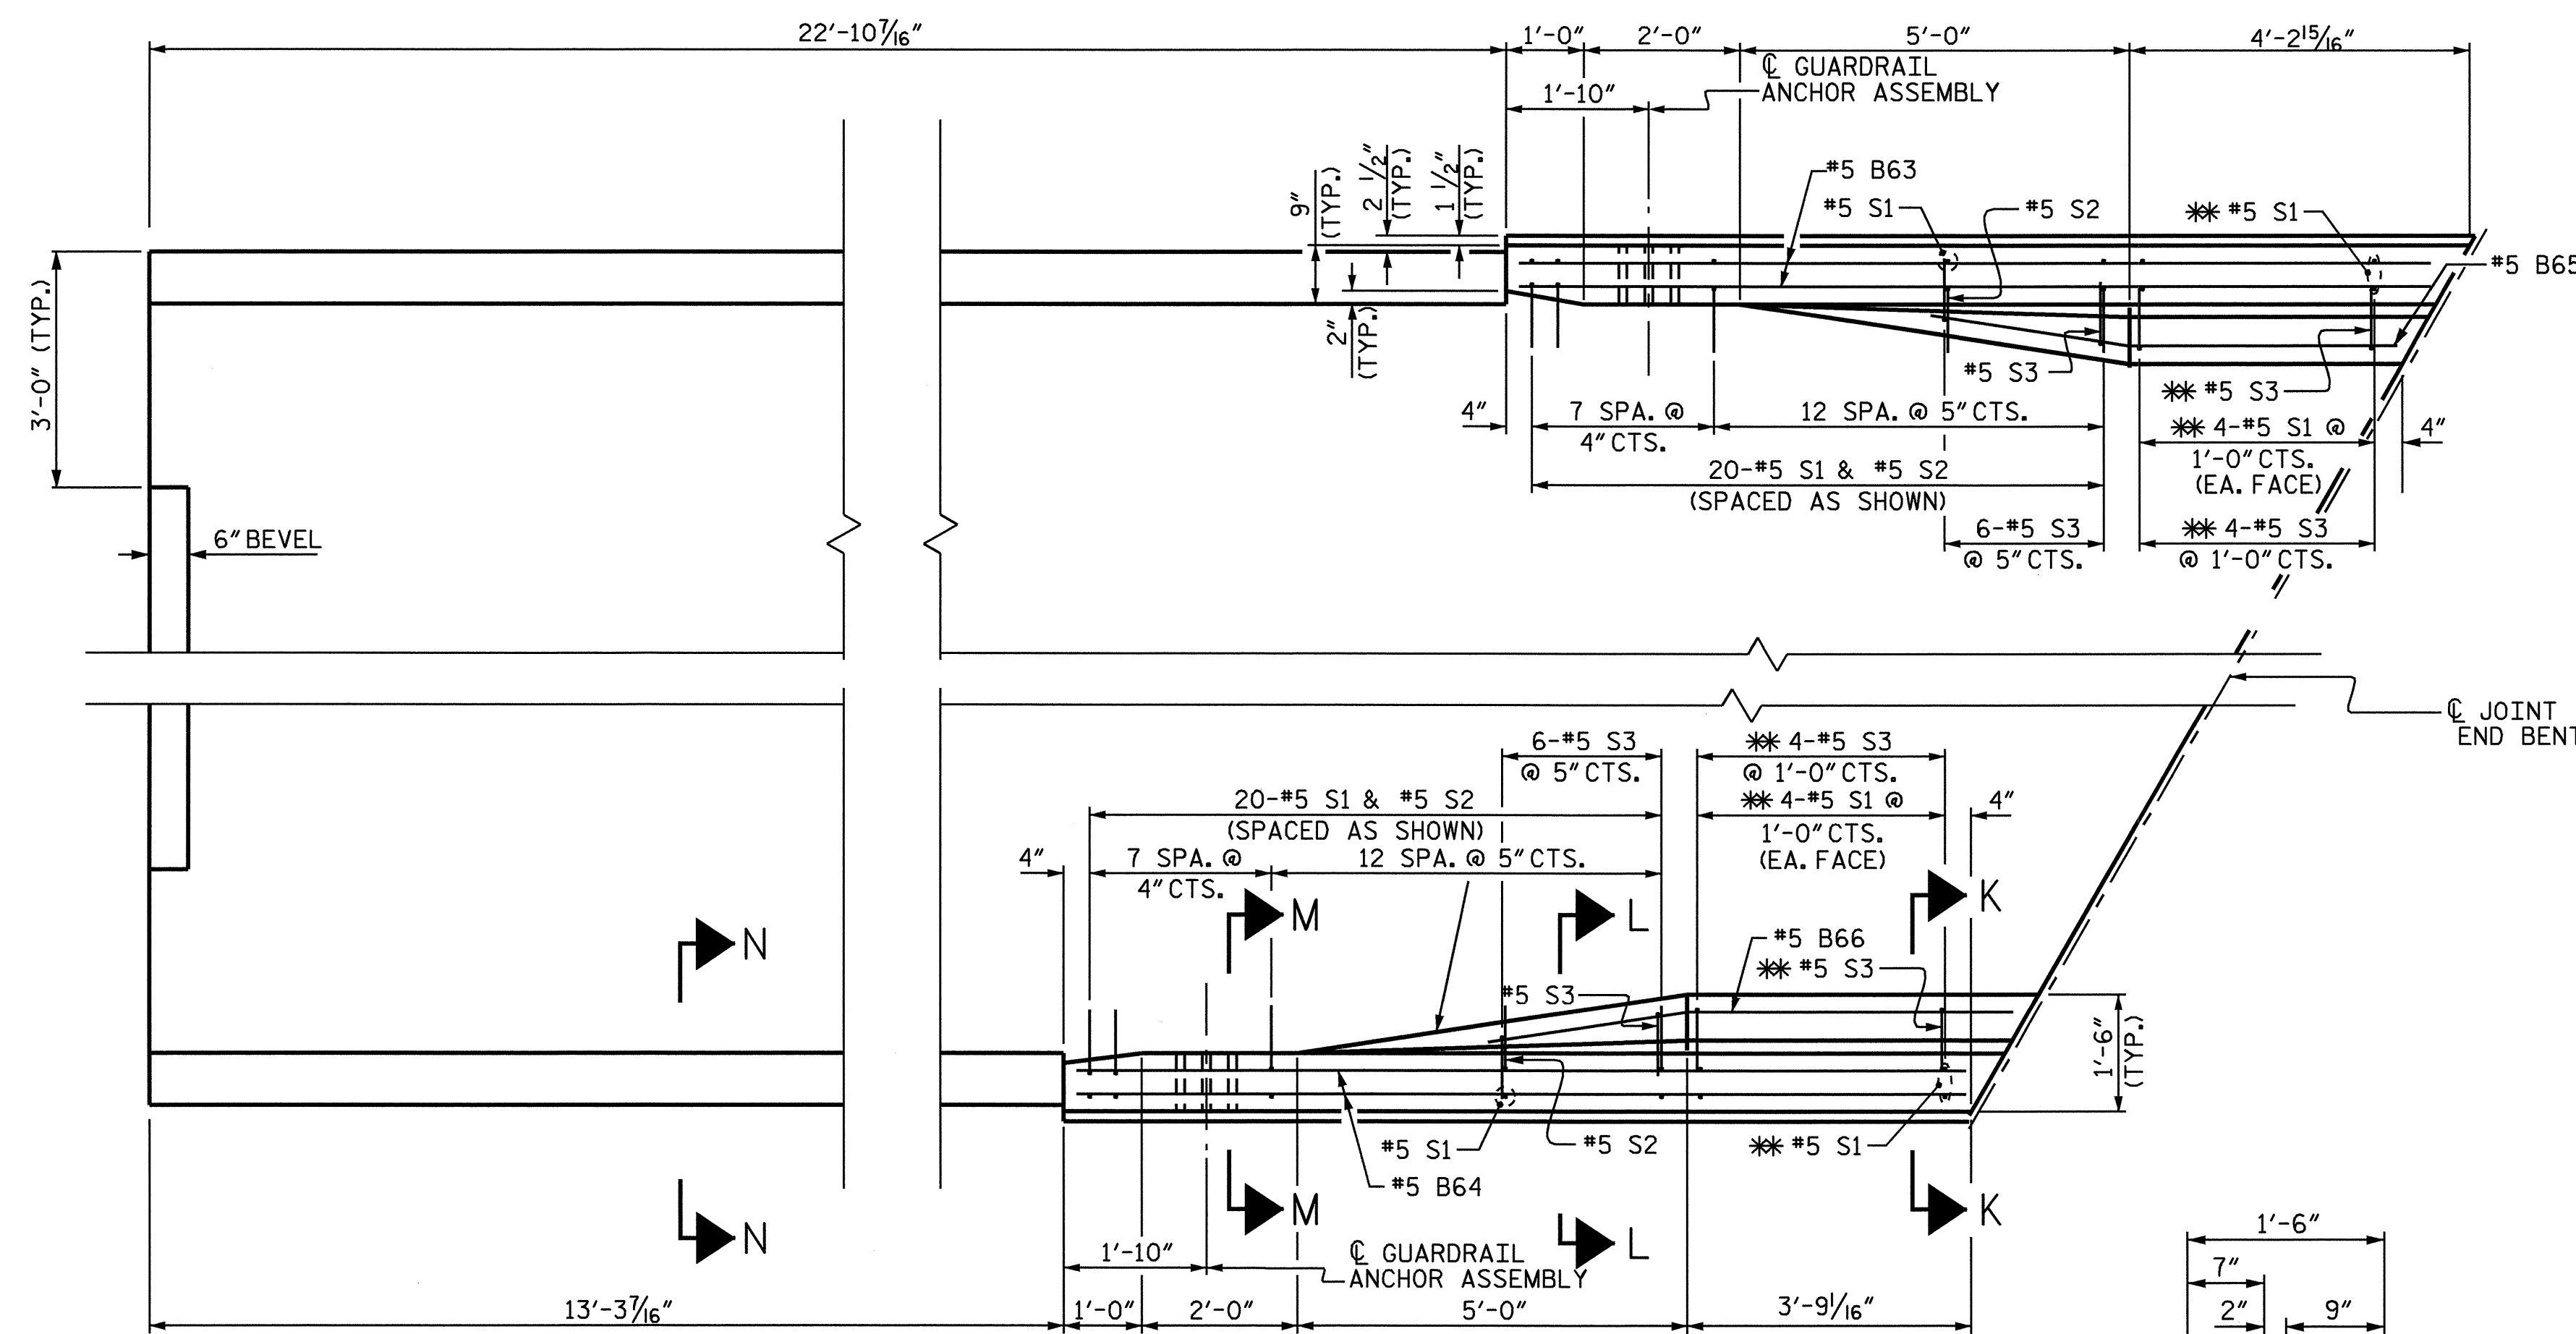 22'-10 7/16"
1'-0"
2'-0"
5'-0"
4'-2 15/16"
℄ GUARDRAIL
ANCHOR ASSEMBLY
1'-10"
9"
(TYP.)
2 1/2"
(TYP.)
1 1/2"
(TYP.)
#5 B63
#5 S1
#5 S2
** #5 S1
#5 B65
3'-0" (TYP.)
2"
(TYP.)
#5 S3
** #5 S3
4"
7 SPA. @
4" CTS.
12 SPA. @ 5" CTS.
** 4-#5 S1 @
1'-0" CTS.
(EA. FACE)
4"
20-#5 S1 & #5 S2
(SPACED AS SHOWN)
6" BEVEL
6-#5 S3
@ 5" CTS.
** 4-#5 S3
@ 1'-0" CTS.
℄ JOINT
END BENT
6-#5 S3
@ 5" CTS.
** 4-#5 S3
@ 1'-0" CTS.
20-#5 S1 & #5 S2
(SPACED AS SHOWN)
** 4-#5 S1 @
1'-0" CTS.
(EA. FACE)
4"
4"
7 SPA. @
4" CTS.
12 SPA. @ 5" CTS.
N
M
L
K
#5 B66
** #5 S3
#5 S3
1'-6"
(TYP.)
#5 S1
#5 S2
** #5 S1
#5 B64
N
M
L
K
1'-10"
℄ GUARDRAIL
ANCHOR ASSEMBLY
13'-3 7/16"
1'-0"
2'-0"
5'-0"
3'-9 1/16"
1'-6"
7"
2"
9"